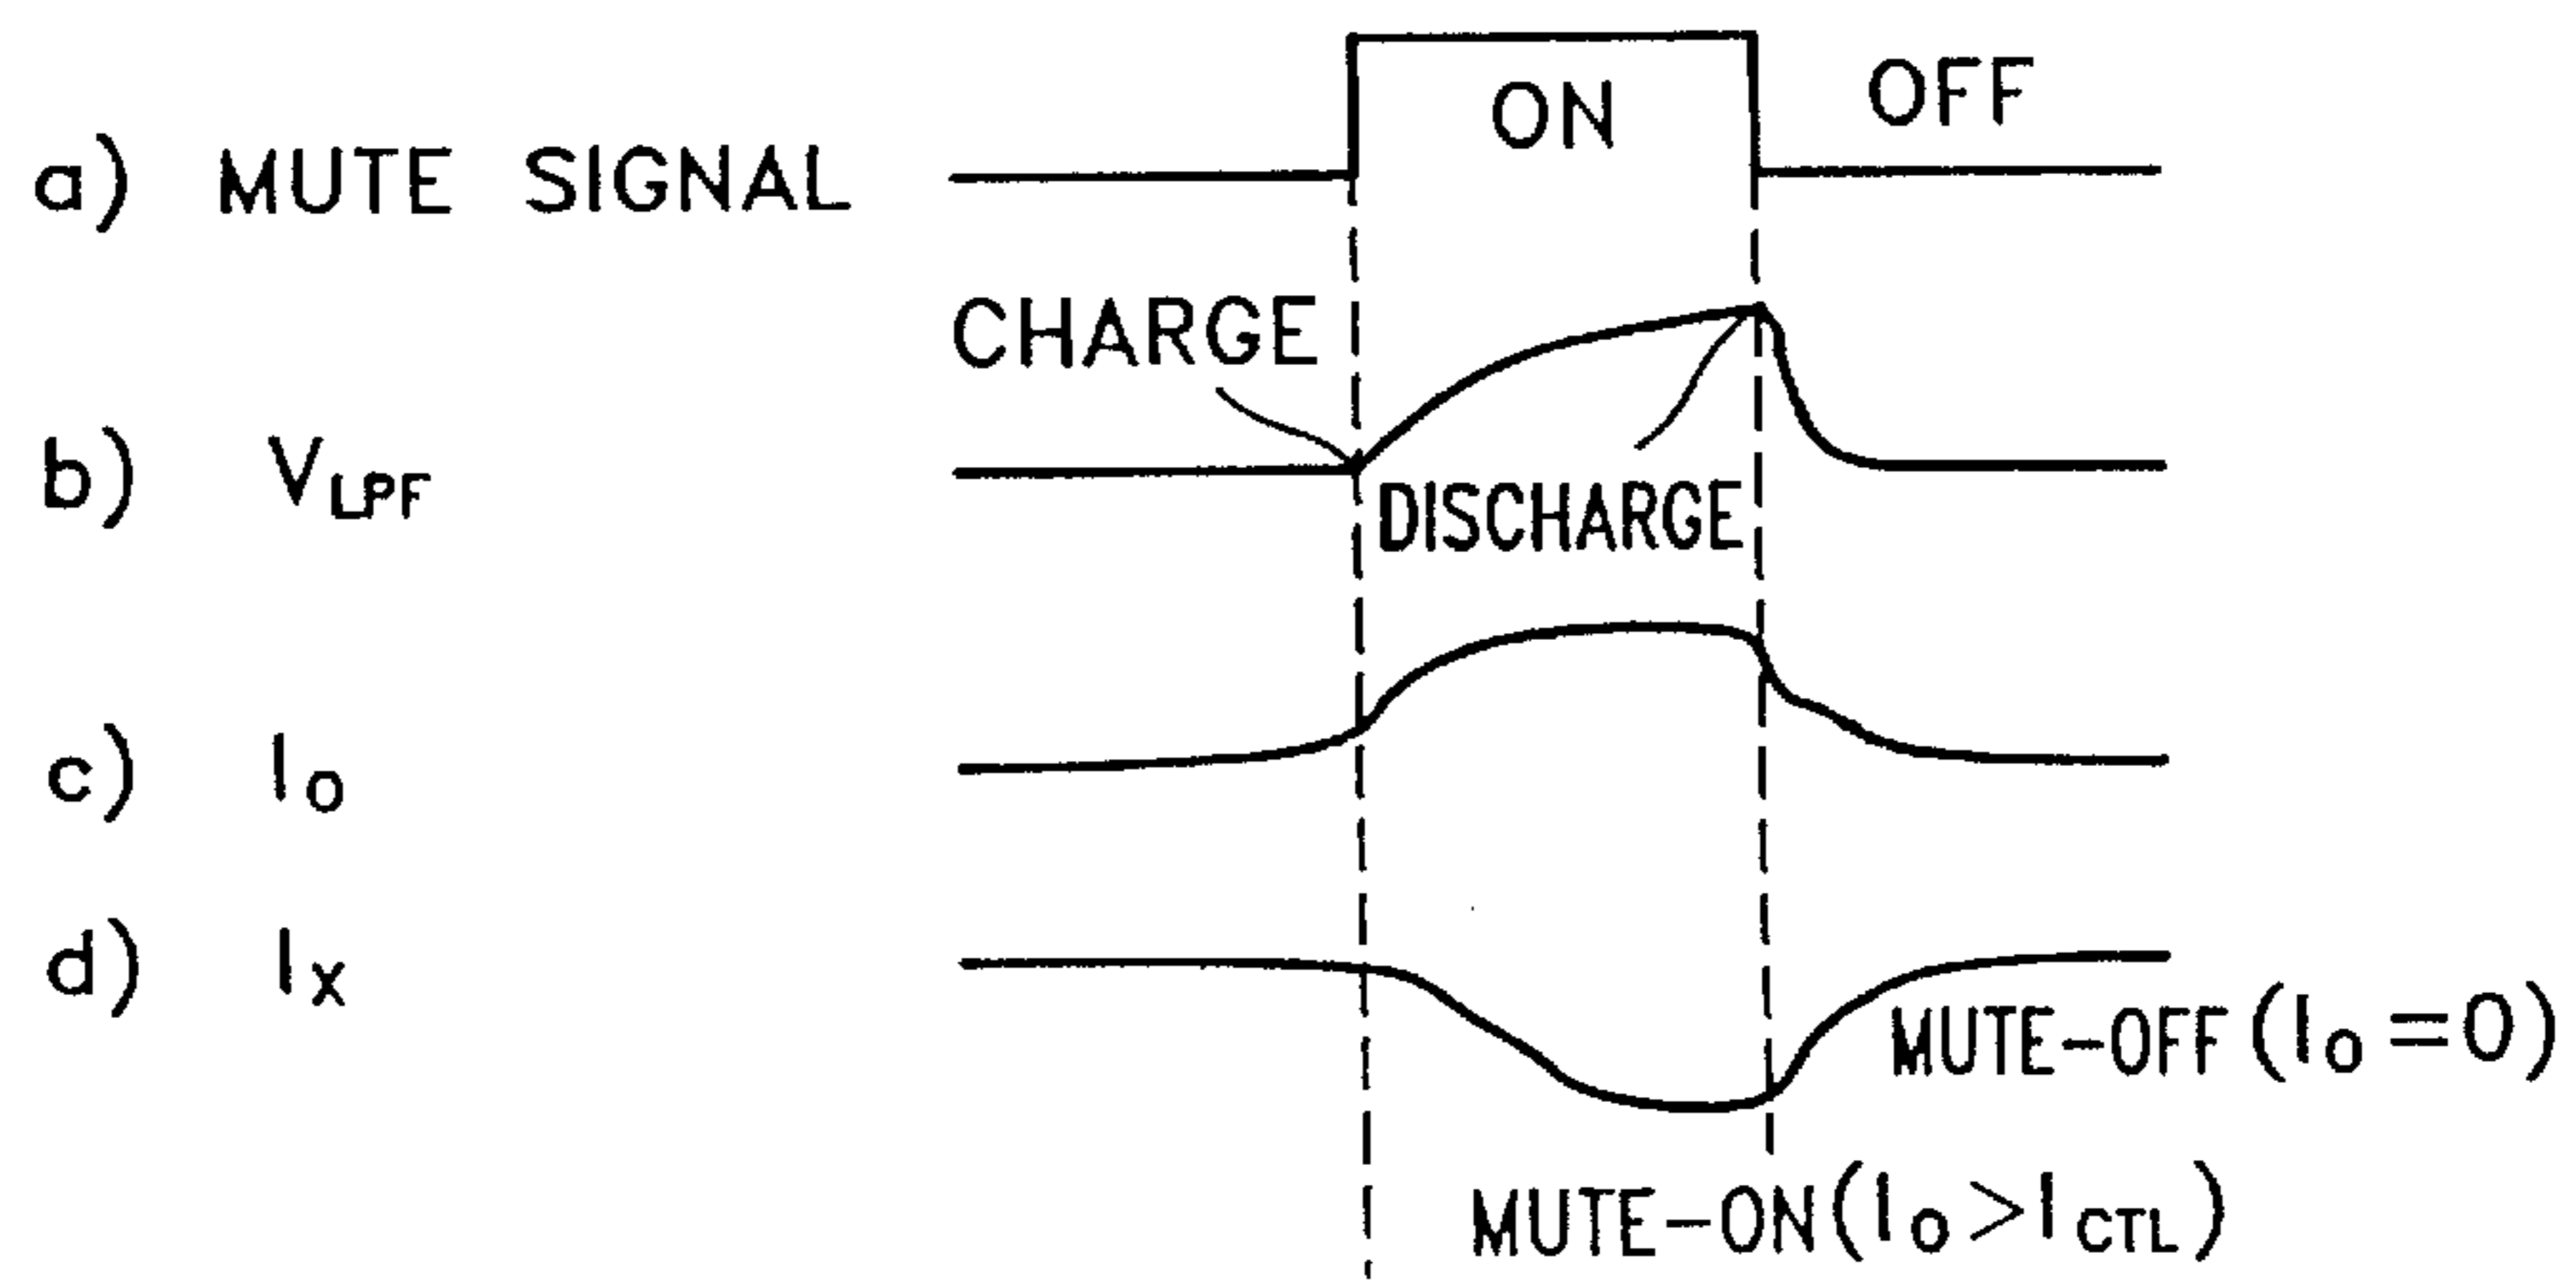 ON
OFF
a) MUTE SIGNAL
CHARGE
b) VLPF
DISCHARGE
c) IO
d) IX
MUTE-OFF (IO=0)
MUTE-ON(IO>ICTL)